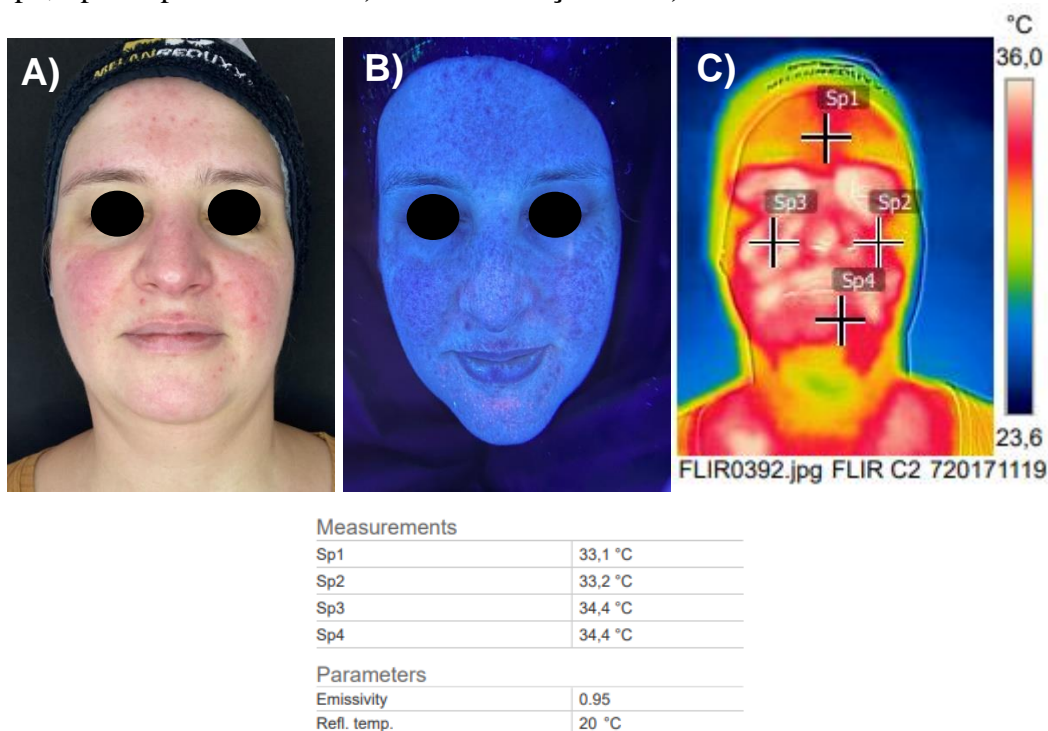 A)
MELANREDUXX
B)
C)
°C
36,0
Sp1
Sp3
Sp2
Sp4
23,6
FLIR0392.jpg FLIR C2 720171119
Measurements
Sp1 33,1 °C
Sp2 33,2 °C
Sp3 34,4 °C
Sp4 34,4 °C
Parameters
Emissivity 0.95
Refl. temp. 20 °C